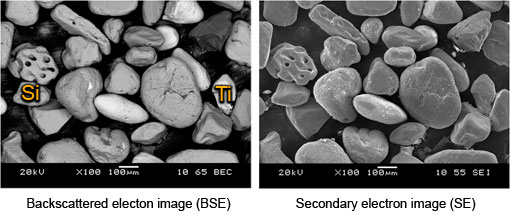 Si
Ti
20kV X100 100µm 10 65 BEC
20kV X100 100µm 10 55 SEI
Backscattered electon image (BSE)
Secondary electron image (SE)